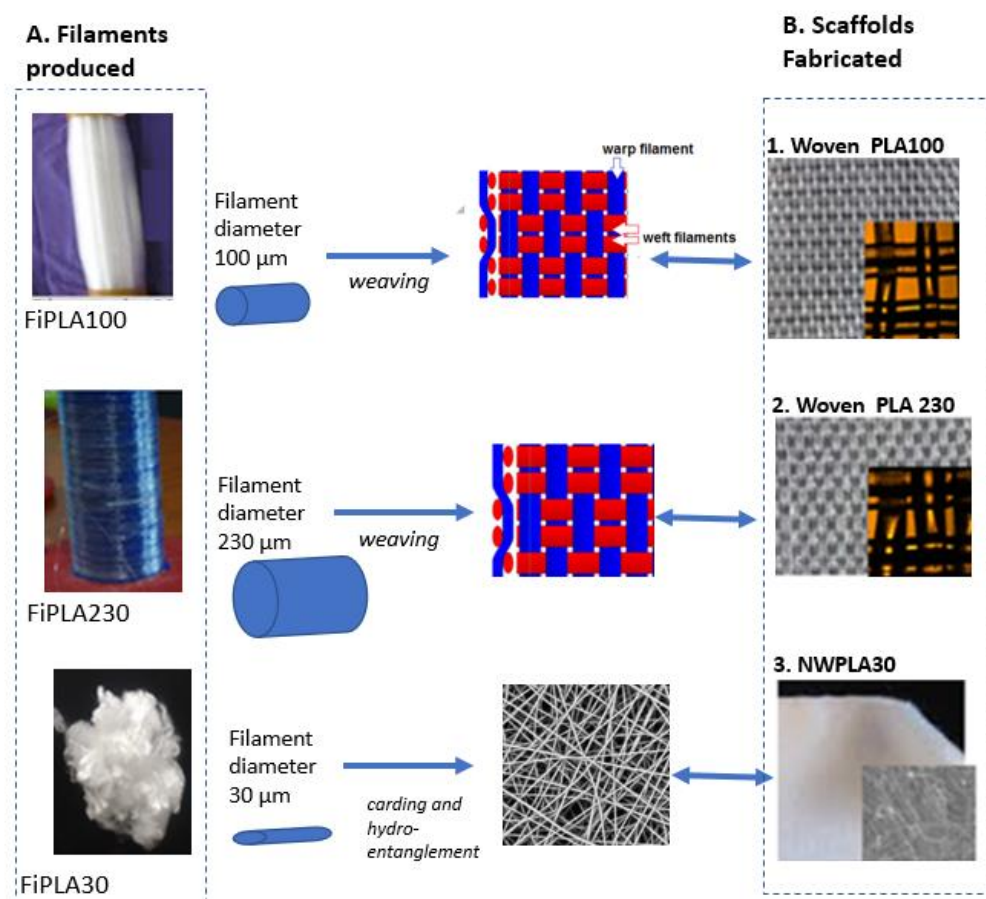 A. Filaments
produced
B. Scaffolds
Fabricated
FiPLA100
Filament
diameter
100 µm
weaving
warp filament
weft filaments
1. Woven PLA100
FiPLA230
Filament
diameter
230 µm
weaving
2. Woven PLA 230
FiPLA30
Filament
diameter
30 µm
carding and
hydro-
entanglement
3. NWPLA30